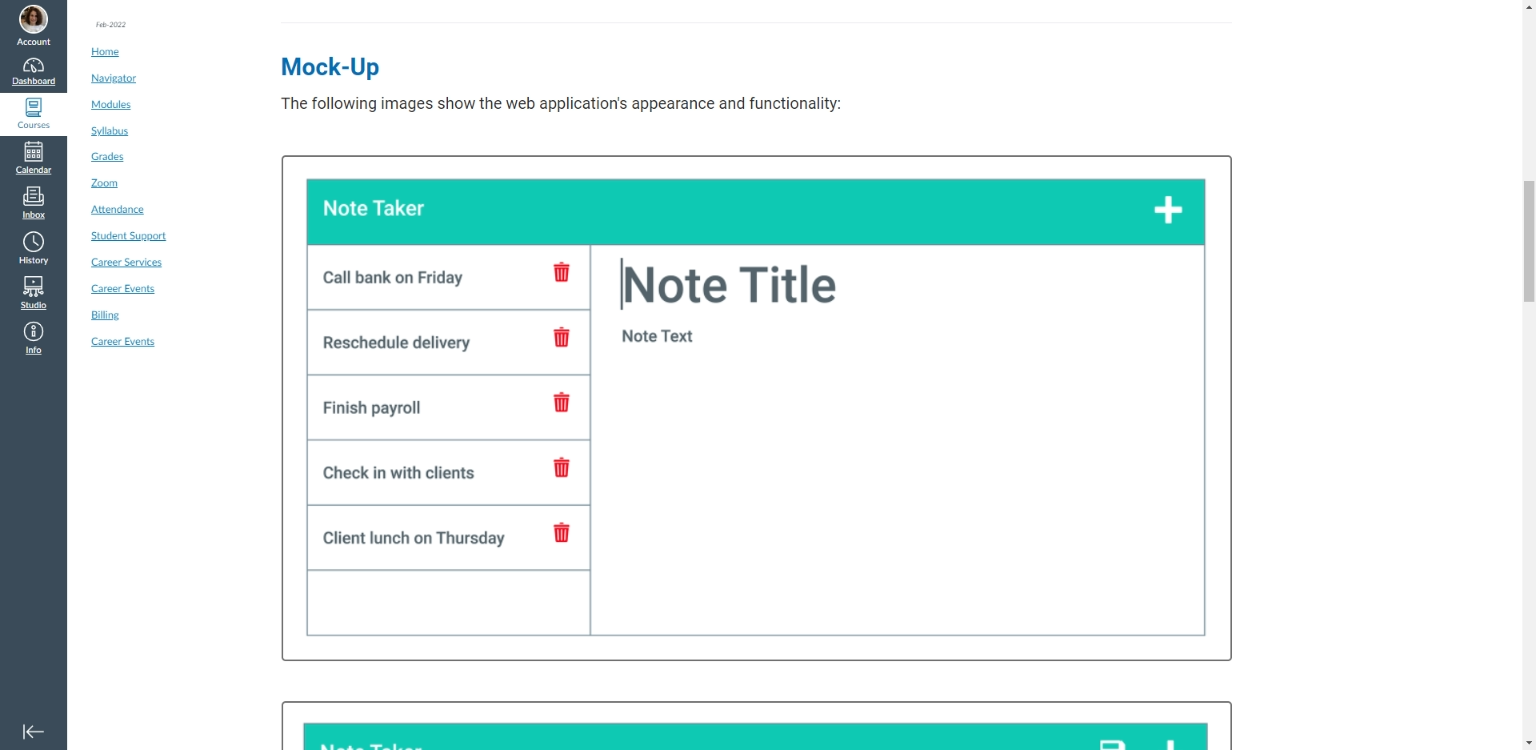 Account
Dashboard
Courses
Calendar
Inbox
History
Studio
Info
Feb-2022
Home
Navigator
Modules
Syllabus
Grades
Zoom
Attendance
Student Support
Career Services
Career Events
Billing
Career Events
Mock-Up
The following images show the web application's appearance and functionality:
Note Taker
Call bank on Friday
Reschedule delivery
Finish payroll
Check in with clients
Client lunch on Thursday
Note Title
Note Text
Note Taker